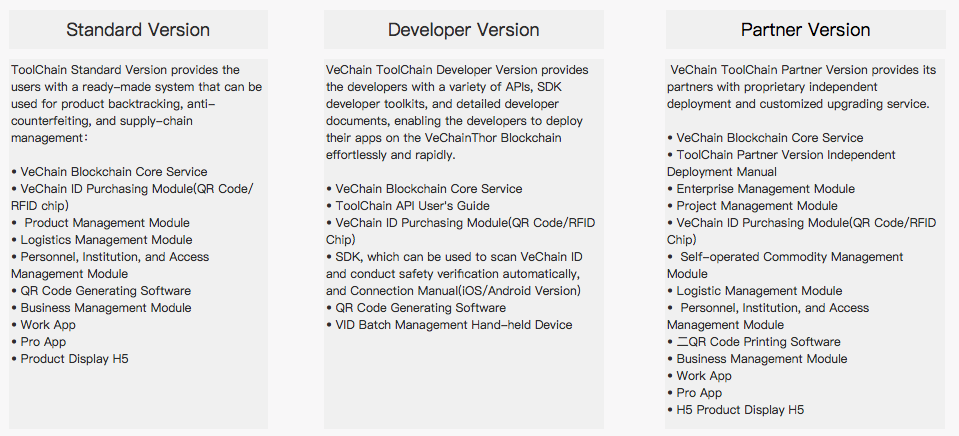 Standard Version
ToolChain Standard Version provides the
users with a ready-made system that can be
used for product backtracking, anti-
counterfeiting, and supply-chain
management：
• VeChain Blockchain Core Service
• VeChain ID Purchasing Module(QR Code/
RFID chip)
• Product Management Module
• Logistics Management Module
• Personnel, Institution, and Access
Management Module
• QR Code Generating Software
• Business Management Module
• Work App
• Pro App
• Product Display H5
Developer Version
VeChain ToolChain Developer Version provides
the developers with a variety of APIs, SDK
developer toolkits, and detailed developer
documents, enabling the developers to deploy
their apps on the VeChainThor Blockchain
effortlessly and rapidly.
• VeChain Blockchain Core Service
• ToolChain API User's Guide
• VeChain ID Purchasing Module(QR Code/RFID
Chip)
• SDK, which can be used to scan VeChain ID
and conduct safety verification automatically,
and Connection Manual(iOS/Android Version)
• QR Code Generating Software
• VID Batch Management Hand-held Device
Partner Version
VeChain ToolChain Partner Version provides its
partners with proprietary independent
deployment and customized upgrading service.
• VeChain Blockchain Core Service
• ToolChain Partner Version Independent
Deployment Manual
• Enterprise Management Module
• Project Management Module
• VeChain ID Purchasing Module(QR Code/RFID
Chip)
• Self-operated Commodity Management
Module
• Logistic Management Module
• Personnel, Institution, and Access
Management Module
• 二QR Code Printing Software
• Business Management Module
• Work App
• Pro App
• H5 Product Display H5